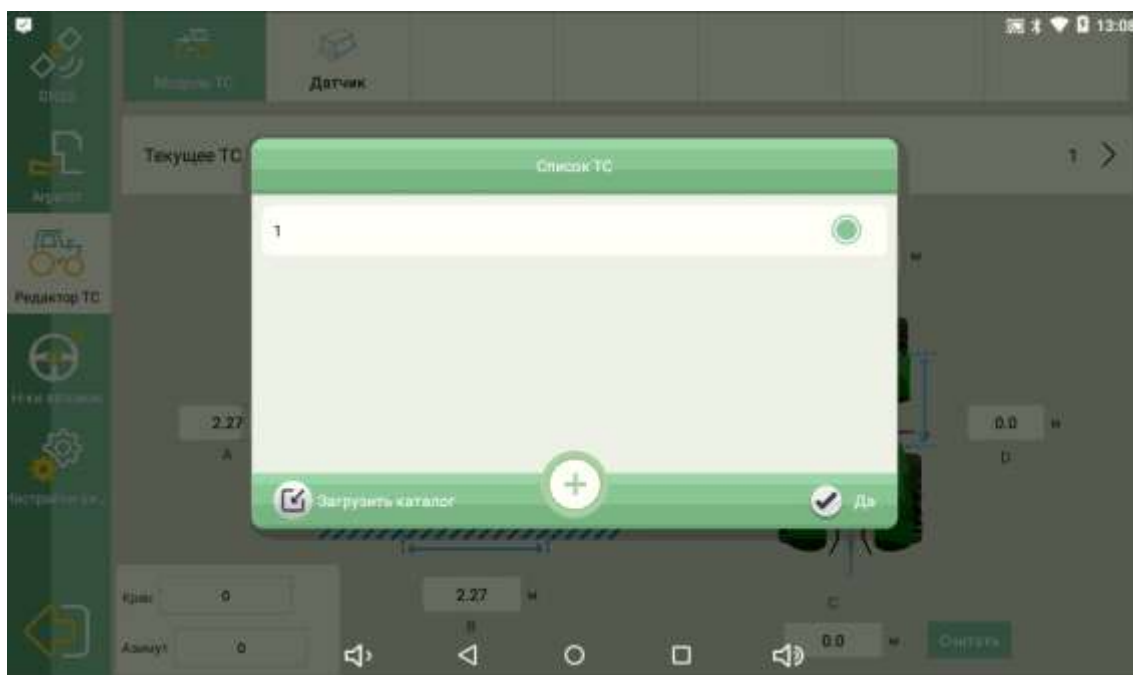 13:08
GNSS
Модель ТС
Датчик
Текущее ТС
1
Список ТС
1
Редактор ТС
м
2.27
A
0.0
м
D
Загрузить каталог
Да
Крен
0
2.27
м
B
C
Азимут
0
0.0
м
Считать